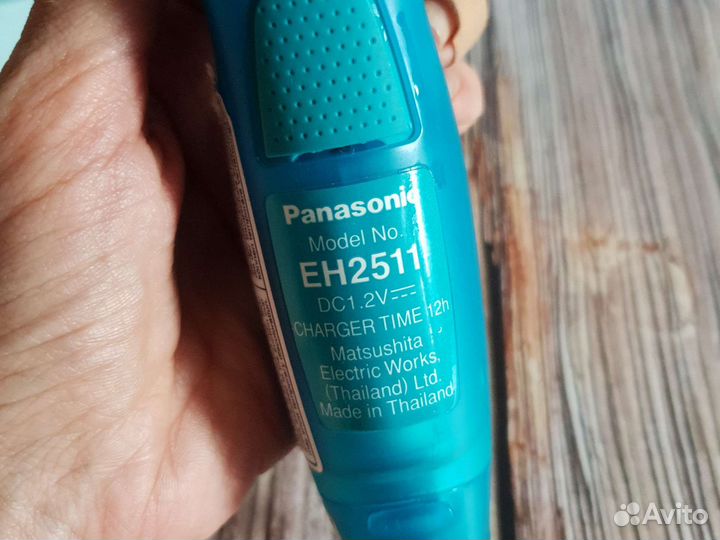 Panasonic
Model No.
EH2511
DC1.2V⎓
CHARGER TIME 12h
Matsushita
Electric Works,
(Thailand) Ltd.
Made in Thailand
Avito